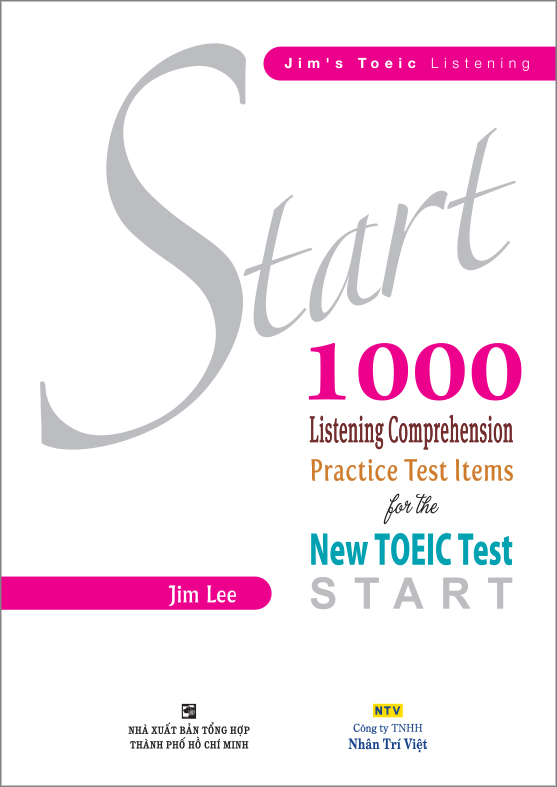 Jim's Toeic Listening
Start
1000
Listening Comprehension
Practice Test Items
for the
New TOEIC Test
START
Jim Lee
NHÀ XUẤT BẢN TỔNG HỢP
THÀNH PHỐ HỒ CHÍ MINH
NTV
Công ty TNHH
Nhân Trí Việt